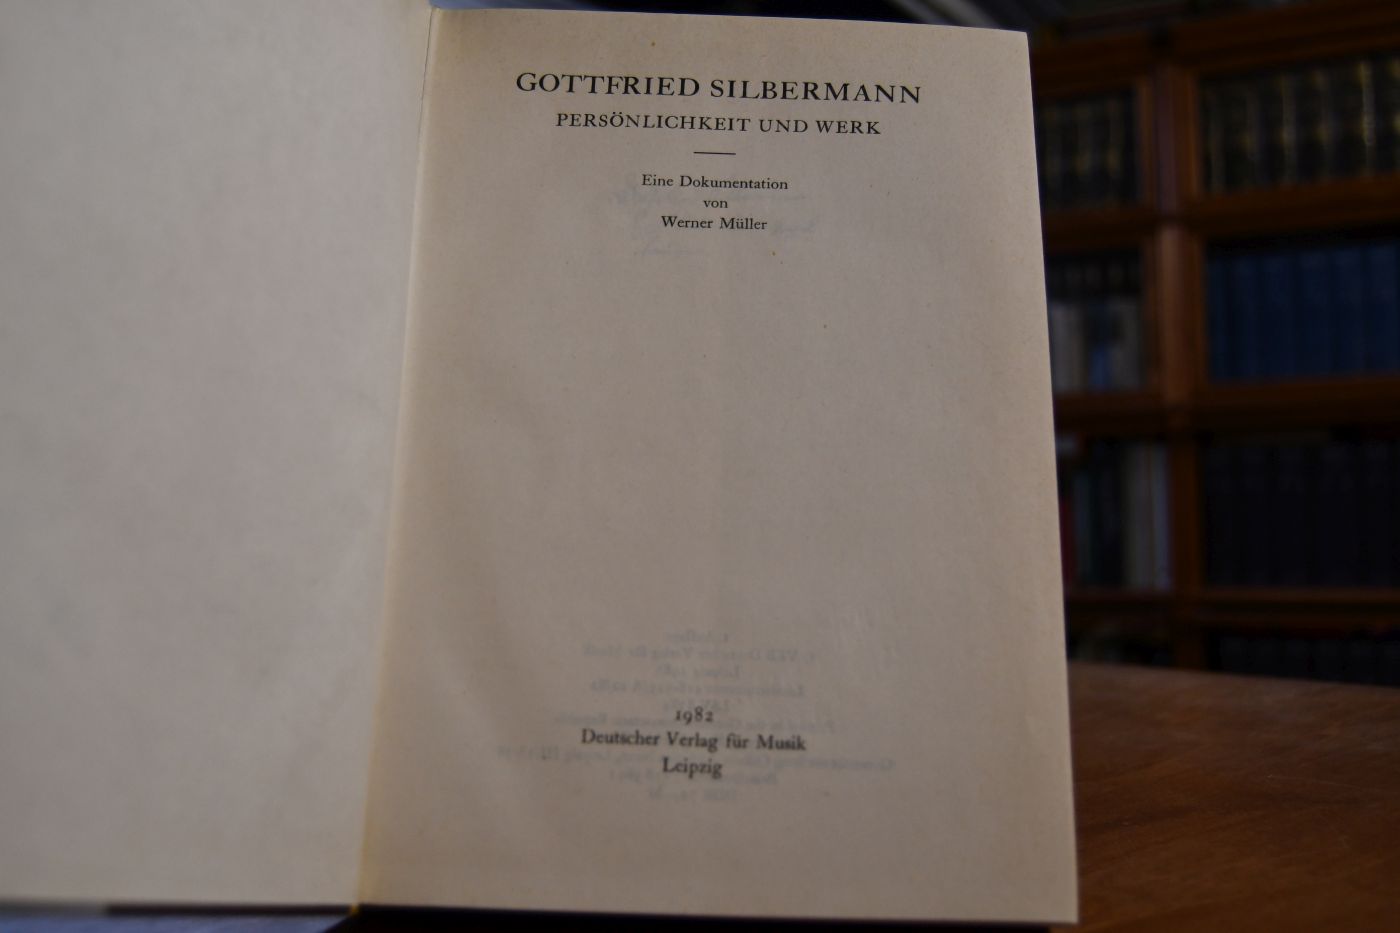 GOTTFRIED SILBERMANN
PERSÖNLICHKEIT UND WERK
Eine Dokumentation
von
Werner Müller
1982
Deutscher Verlag für Musik
Leipzig